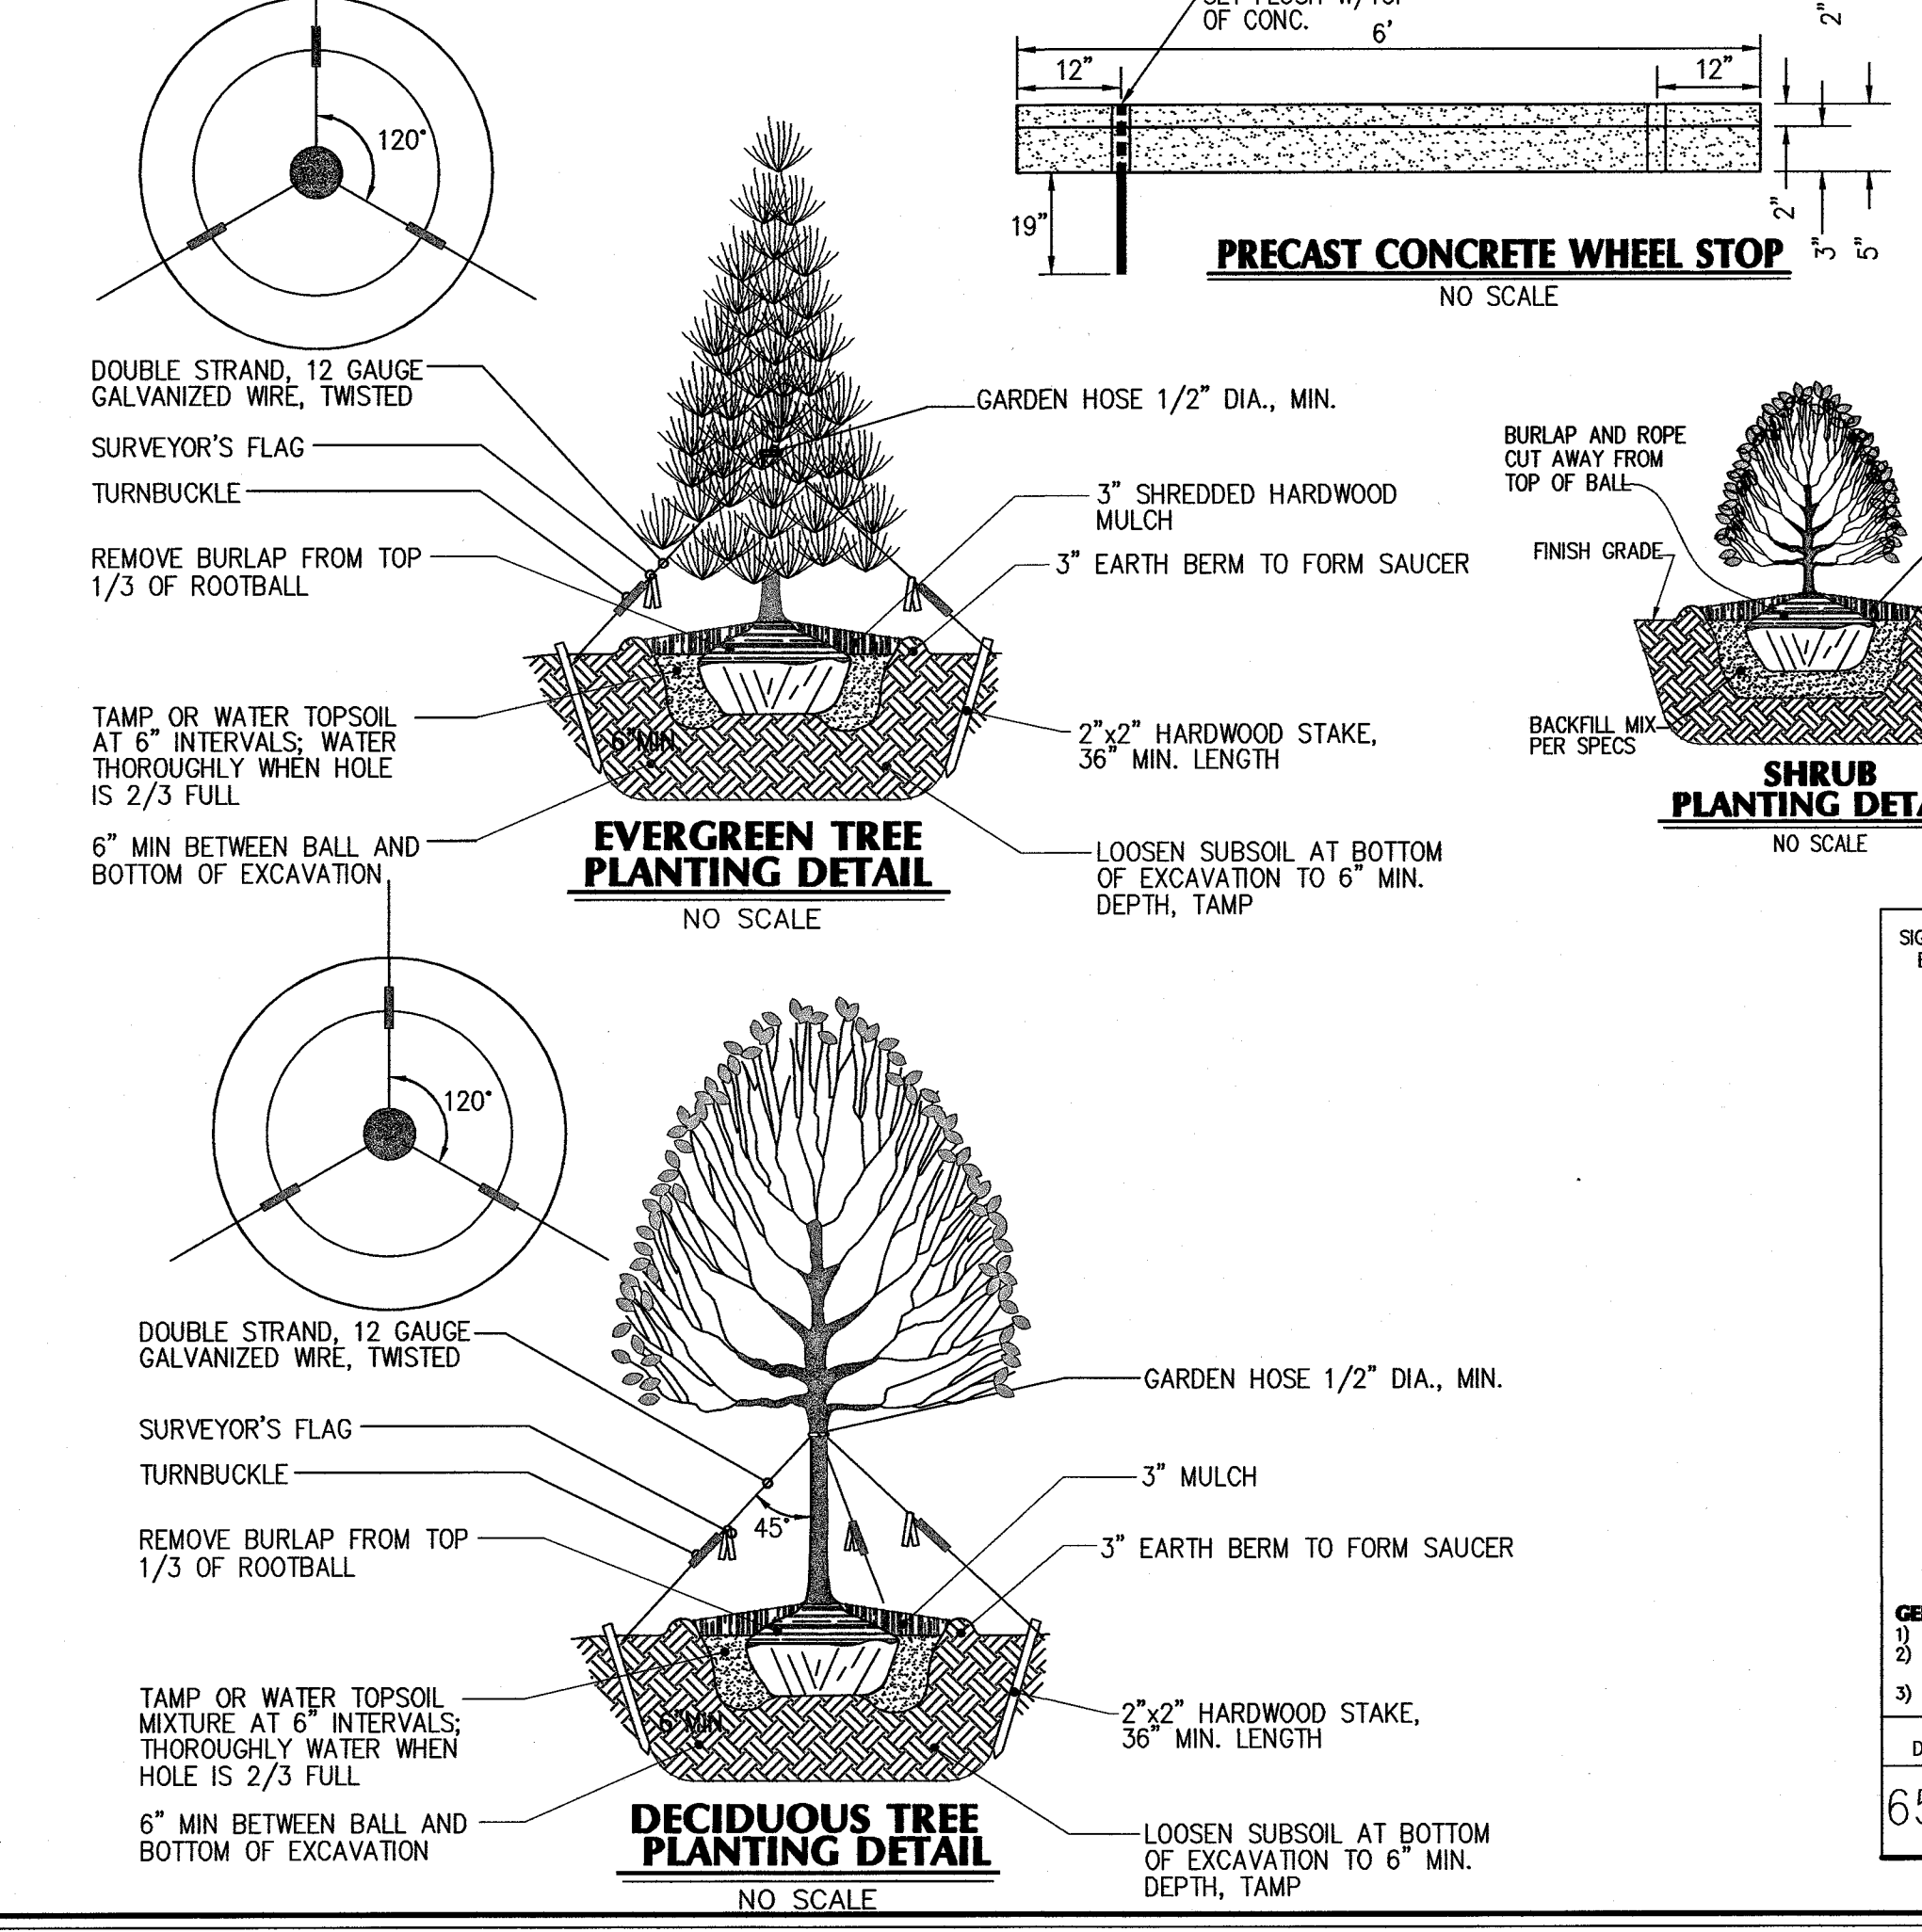 OF CONC.
6'
12"
12"
2"
19"
2"
3"
5"
PRECAST CONCRETE WHEEL STOP
NO SCALE
120°
DOUBLE STRAND, 12 GAUGE
GALVANIZED WIRE, TWISTED
SURVEYOR'S FLAG
TURNBUCKLE
REMOVE BURLAP FROM TOP
1/3 OF ROOTBALL
TAMP OR WATER TOPSOIL
AT 6" INTERVALS; WATER
THOROUGHLY WHEN HOLE
IS 2/3 FULL
6" MIN BETWEEN BALL AND
BOTTOM OF EXCAVATION
GARDEN HOSE 1/2" DIA., MIN.
3" SHREDDED HARDWOOD
MULCH
3" EARTH BERM TO FORM SAUCER
2"x2" HARDWOOD STAKE,
36" MIN. LENGTH
6"MIN.
LOOSEN SUBSOIL AT BOTTOM
OF EXCAVATION TO 6" MIN.
DEPTH, TAMP
EVERGREEN TREE
PLANTING DETAIL
NO SCALE
BURLAP AND ROPE
CUT AWAY FROM
TOP OF BALL
FINISH GRADE
BACKFILL MIX
PER SPECS
SHRUB
PLANTING
NO SCALE
120°
DOUBLE STRAND, 12 GAUGE
GALVANIZED WIRE, TWISTED
SURVEYOR'S FLAG
TURNBUCKLE
REMOVE BURLAP FROM TOP
1/3 OF ROOTBALL
TAMP OR WATER TOPSOIL
MIXTURE AT 6" INTERVALS;
THOROUGHLY WATER WHEN
HOLE IS 2/3 FULL
6" MIN BETWEEN BALL AND
BOTTOM OF EXCAVATION
45°
GARDEN HOSE 1/2" DIA., MIN.
3" MULCH
3" EARTH BERM TO FORM SAUCER
2"x2" HARDWOOD STAKE,
36" MIN. LENGTH
6"MIN.
LOOSEN SUBSOIL AT BOTTOM
OF EXCAVATION TO 6" MIN.
DEPTH, TAMP
DECIDUOUS TREE
PLANTING DETAIL
NO SCALE
1)
2)
3)